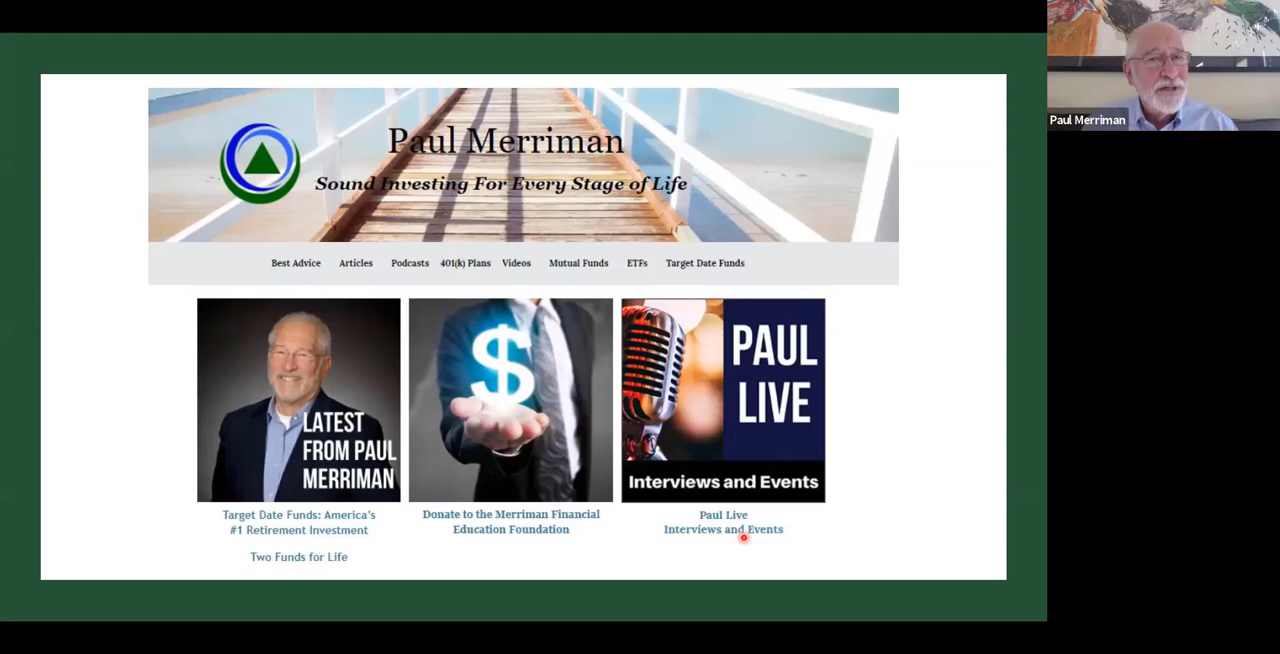 Paul Merriman
Sound Investing For Every Stage of Life
Best Advice Articles Podcasts 401(k) Plans Videos Mutual Funds ETFs Target Date Funds
LATEST
FROM PAUL
MERRIMAN
$
PAUL
LIVE
Interviews and Events
Target Date Funds: America's
#1 Retirement Investment
Two Funds for Life
Donate to the Merriman Financial
Education Foundation
Paul Live
Interviews and Events
Paul Merriman